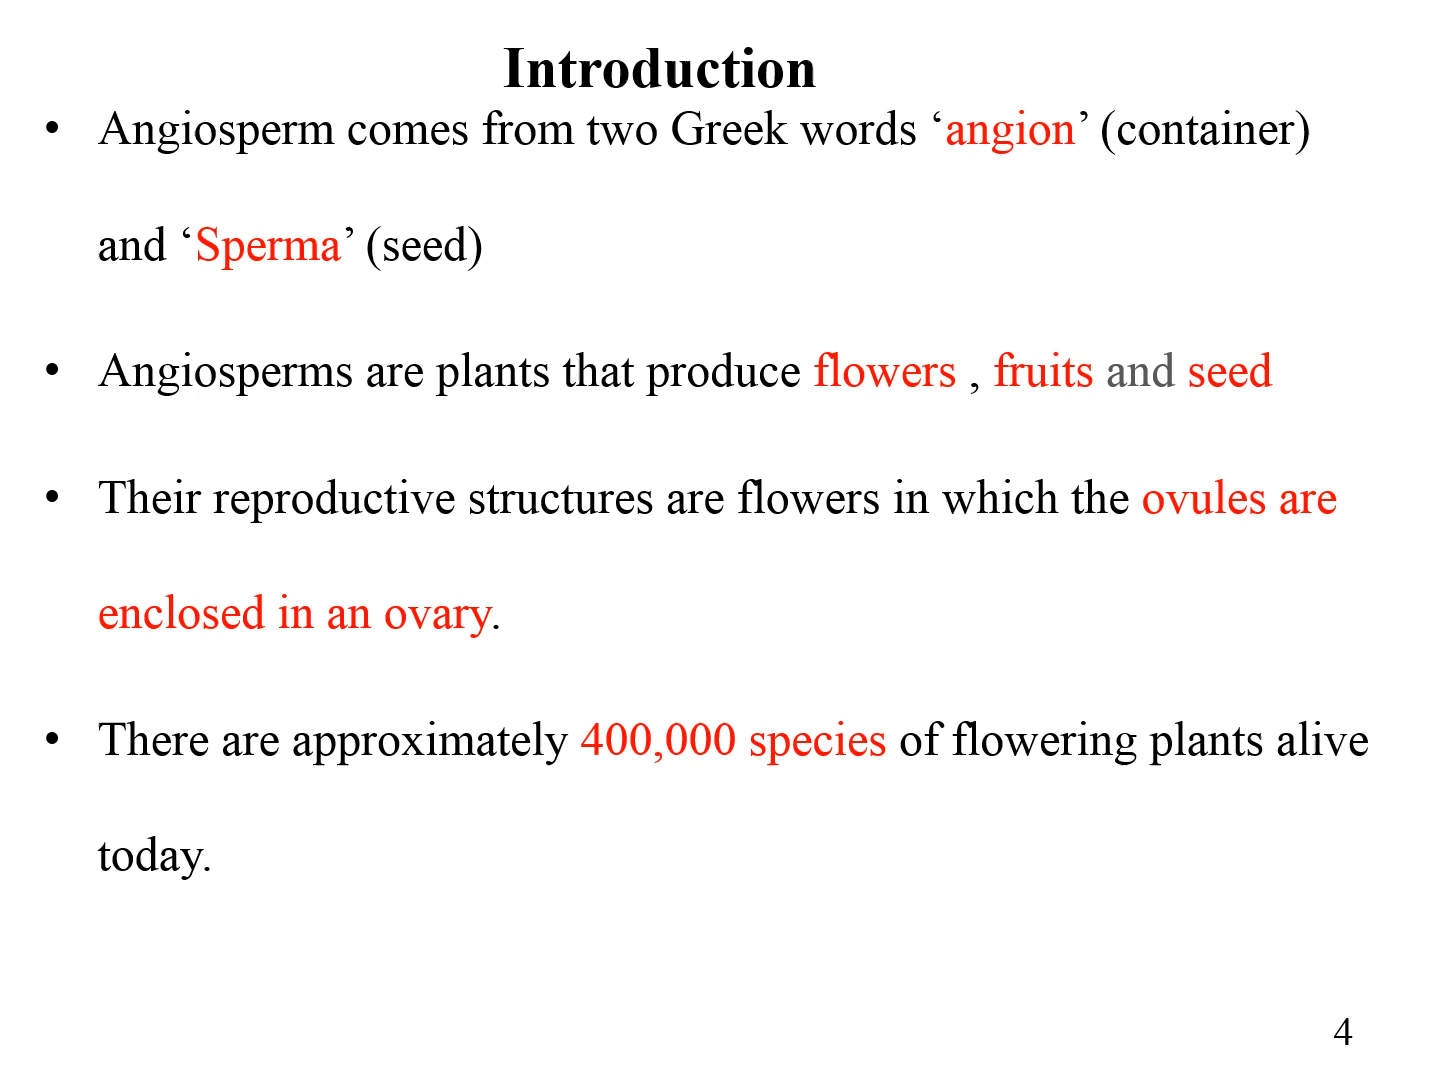 Introduction
• Angiosperm comes from two Greek words ‘angion’ (container)
and ‘Sperma’ (seed)
• Angiosperms are plants that produce flowers , fruits and seed
• Their reproductive structures are flowers in which the ovules are
enclosed in an ovary.
• There are approximately 400,000 species of flowering plants alive
today.
4